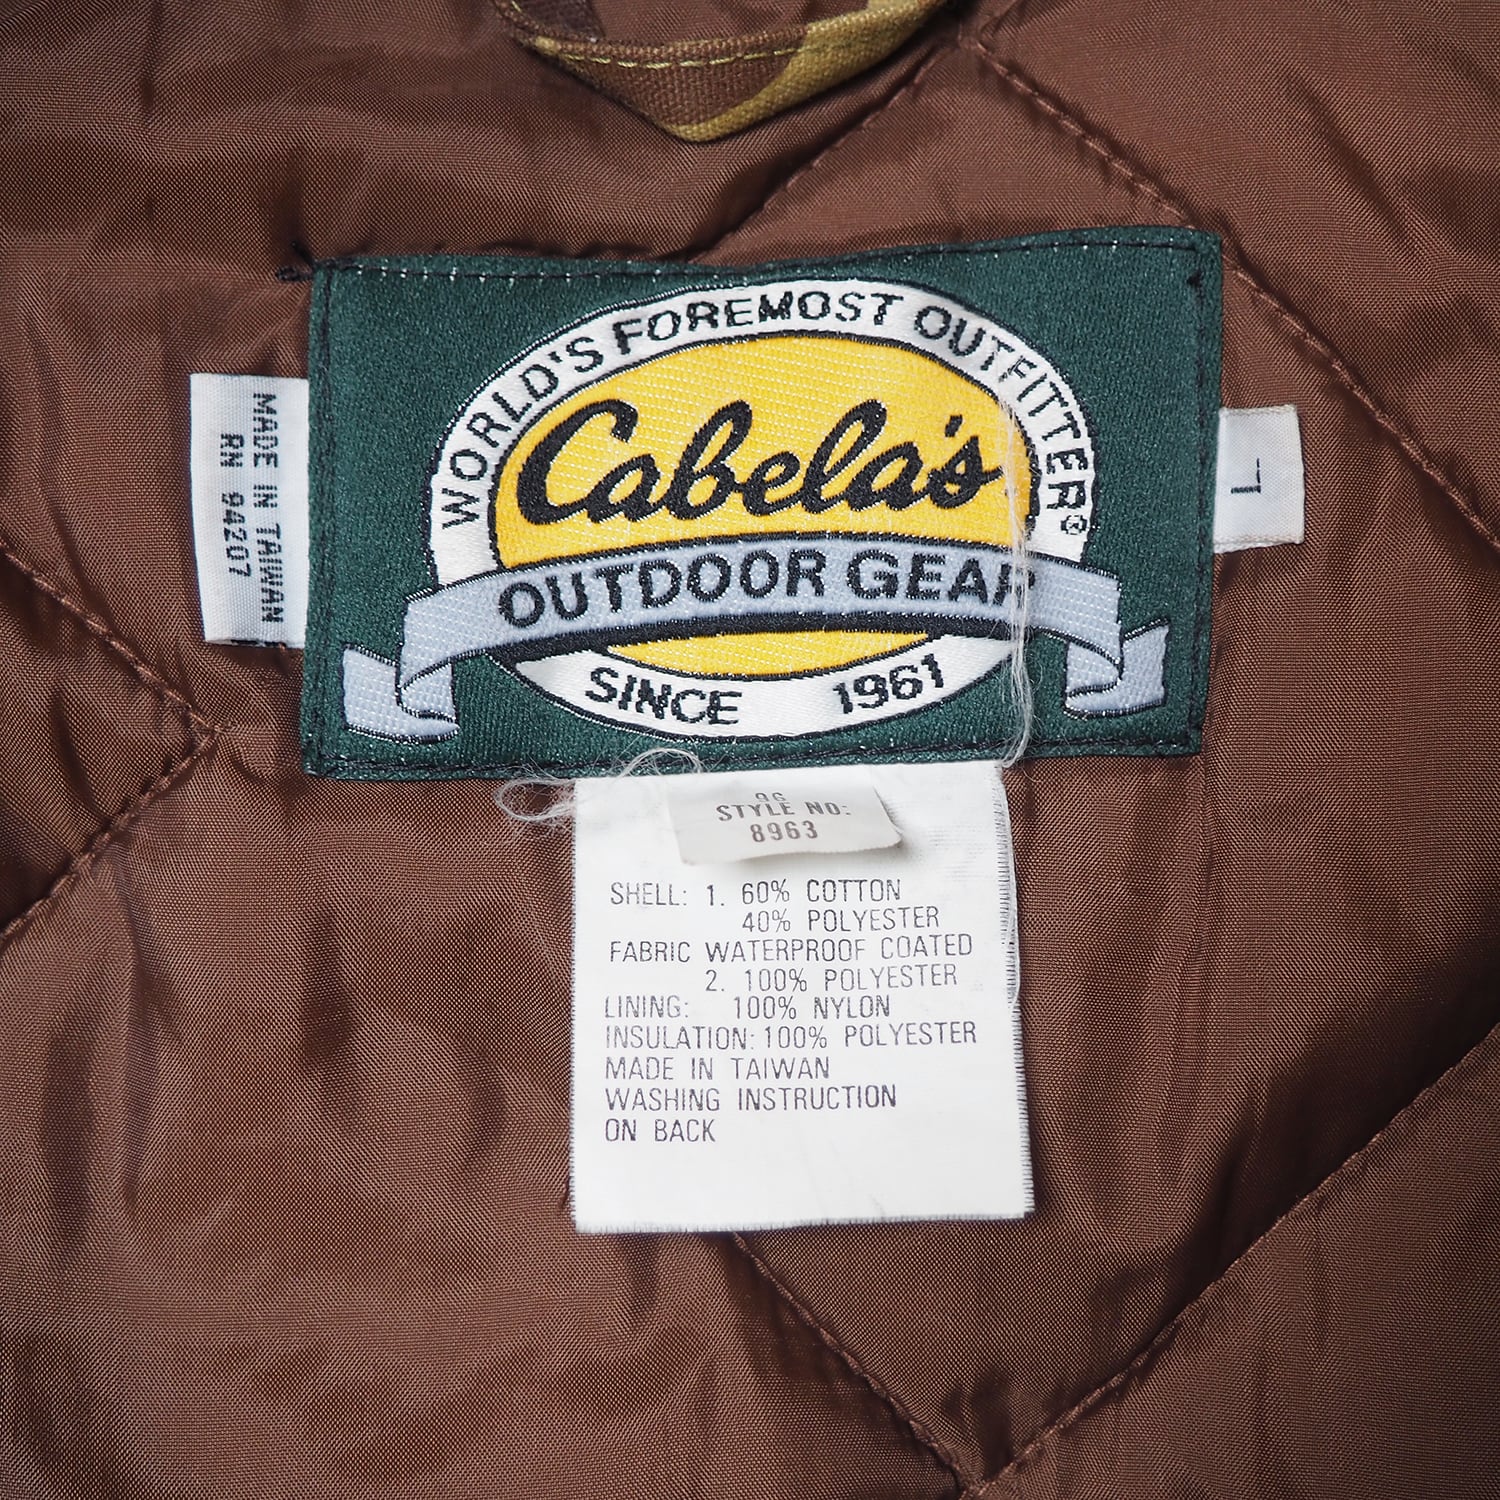 WORLD'S FOREMOST OUTFITTER®
Cabela's
OUTDOOR GEAR
SINCE 1961
MADE IN TAIWAN
RN 94207
L
STYLE NO:
8963
SHELL: 1. 60% COTTON
40% POLYESTER
FABRIC WATERPROOF COATED
2. 100% POLYESTER
LINING: 100% NYLON
INSULATION: 100% POLYESTER
MADE IN TAIWAN
WASHING INSTRUCTION
ON BACK